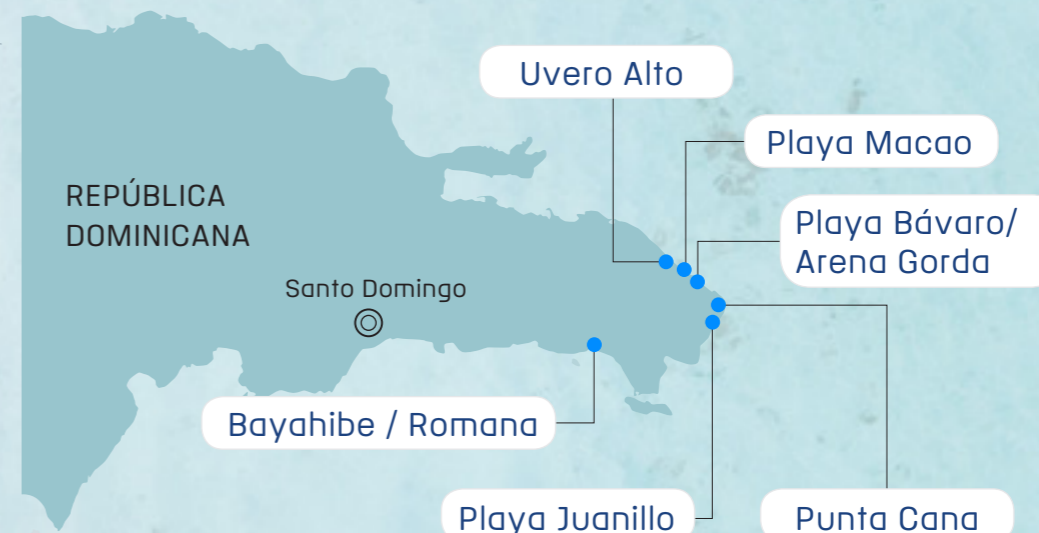 Uvero Alto
Playa Macao
REPÚBLICA
DOMINICANA
Playa Bávaro/
Arena Gorda
Santo Domingo
Bayahibe / Romana
Playa Juanillo
Punta Cana